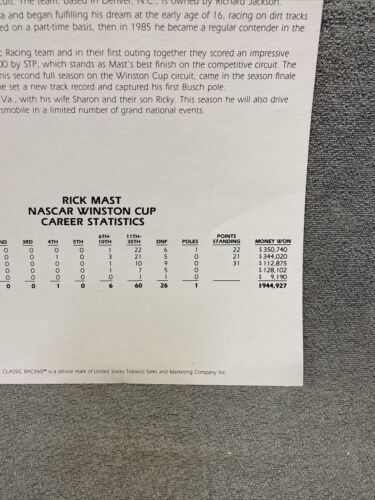 cuit. The team, based in Denver, N.C., is owned by Richard Jackson.
a and began fulfilling his dream at the early age of 16, racing on dirt tracks
ed on a part-time basis, then in 1985 he became a regular contender in the
Racing team and in their first outing together they scored an impressive
00 by STP, which stands as Mast's best finish on the competitive circuit. The
his second full season on the Winston Cup circuit, came in the season finale
he set a new track record and captured his first Busch pole.
Va., with his wife Sharon and their son Ricky. This season he will also drive
smobile in a limited number of grand national events.
RICK MAST
NASCAR WINSTON CUP
CAREER STATISTICS
ND 3RD 4TH 5TH 6TH-10TH 11TH-35TH DNF POLES POINTS STANDING MONEY WON
0 0 0 0 1 22 6 1 22 $350,740
0 0 1 0 3 21 5 0 21 $344,020
0 0 0 0 1 10 9 0 31 $112,875
0 0 0 0 1 7 5 0 $128,102
0 0 0 0 0 1 1 0 $ 9,190
0 0 1 0 6 60 26 1 $944,927
CLASSIC RACING™ is a service mark of United States Tobacco Sales and Marketing Company Inc.